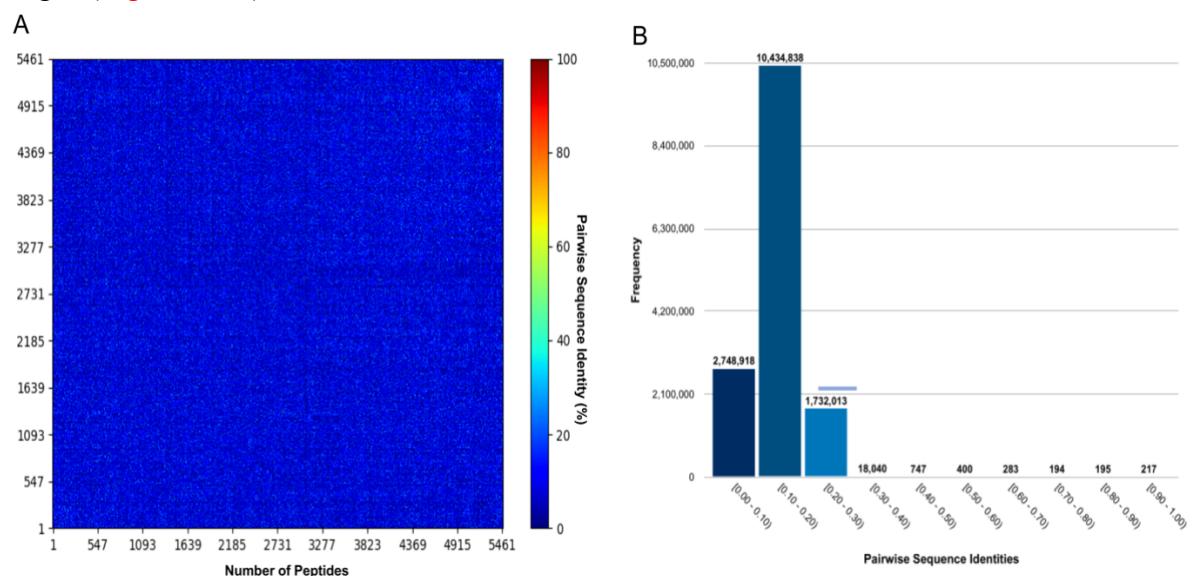 A
5461
4915
4369
3823
3277
2731
2185
1639
1093
547
1
1 547 1093 1639 2185 2731 3277 3823 4369 4915 5461
Number of Peptides
100
80
60
40
20
0
Pairwise Sequence Identity (%)
B
10,500,000
8,400,000
6,300,000
4,200,000
2,100,000
0
Frequency
2,748,918
10,434,838
1,732,013
18,040
747
400
283
194
195
217
[0.00 - 0.10)
[0.10 - 0.20)
[0.20 - 0.30)
[0.30 - 0.40)
[0.40 - 0.50)
[0.50 - 0.60)
[0.60 - 0.70)
[0.70 - 0.80)
[0.80 - 0.90)
[0.90 - 1.00)
Pairwise Sequence Identities